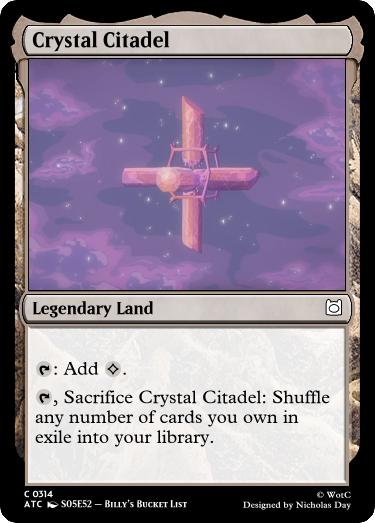 Crystal Citadel
Legendary Land
: Add .
, Sacrifice Crystal Citadel: Shuffle
any number of cards you own in
exile into your library.
C 0314
ATC S05E52 — Billy's Bucket List
© WotC
Designed by Nicholas Day